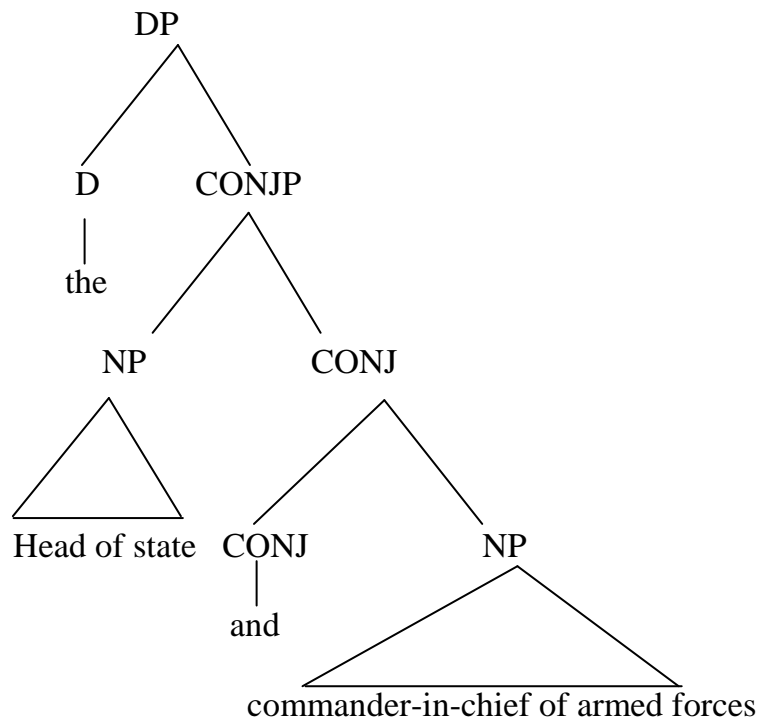 DP
D CONJP
the
NP CONJ
Head of state CONJ NP
and
commander-in-chief of armed forces